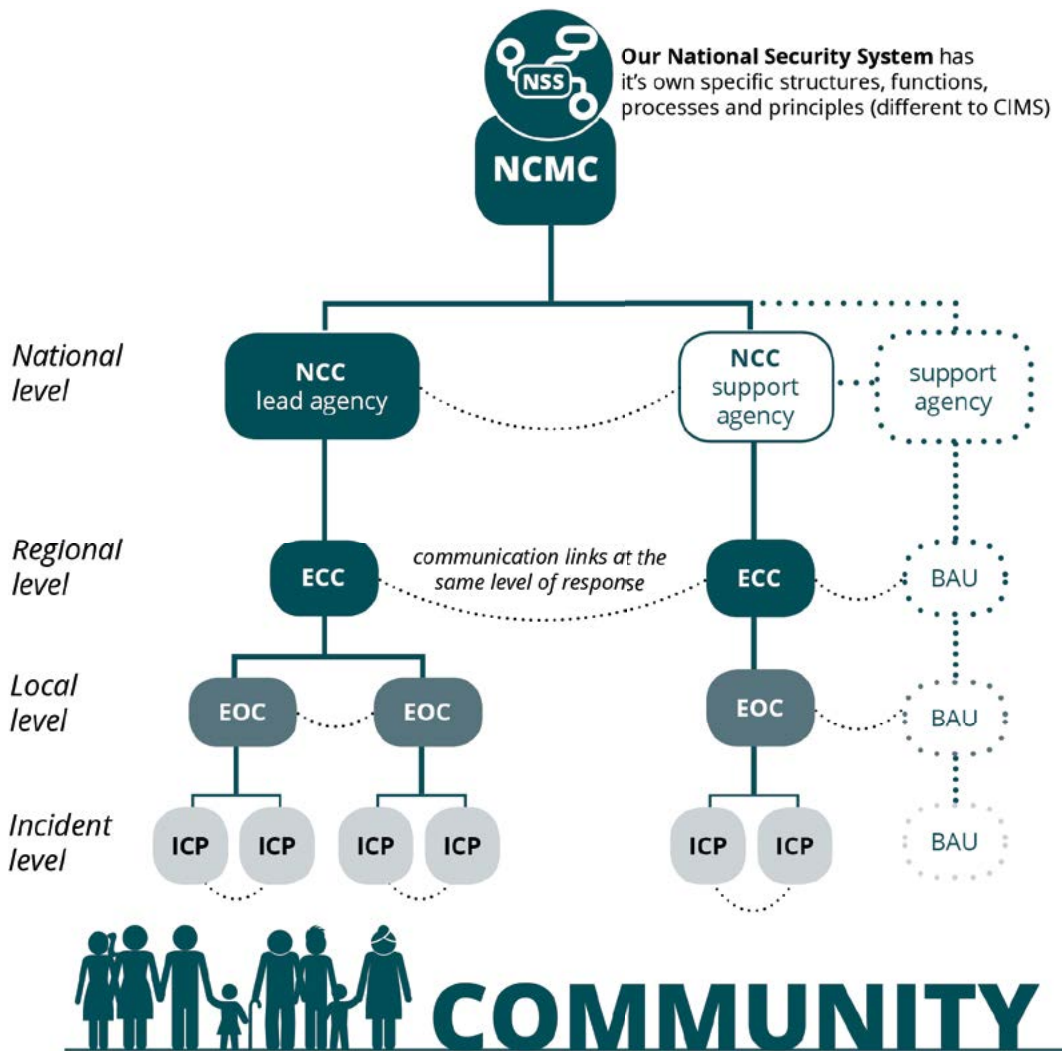 NSS
Our National Security System has
it's own specific structures, functions,
processes and principles (different to CIMS)
NCMC
National
level
NCC
lead agency
NCC
support
agency
support
agency
Regional
level
ECC
communication links at the
same level of response
ECC
BAU
Local
level
EOC
EOC
EOC
BAU
Incident
level
ICP
ICP
ICP
ICP
ICP
ICP
BAU
COMMUNITY